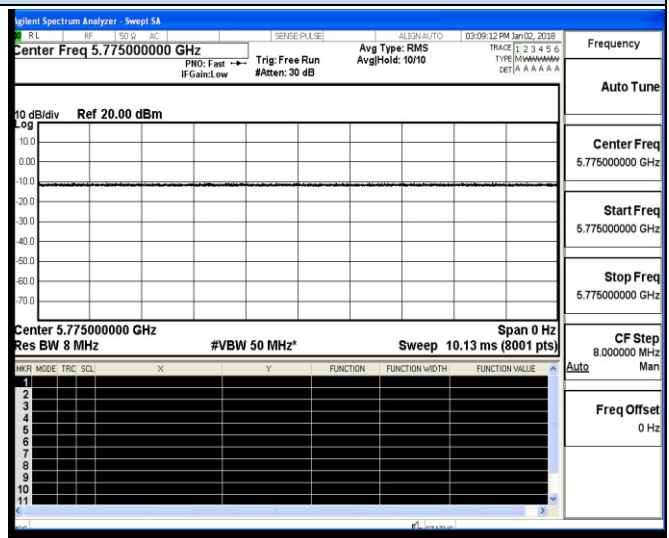 Agilent Spectrum Analyzer - Swept SA
RL RF 50 Ω AC SENSE:PULSE ALIGNAUTO 03:09:12 PM Jan 02, 2018
Center Freq 5.775000000 GHz
PNO: Fast
IFGain:Low
Trig: Free Run
#Atten: 30 dB
Avg Type: RMS
Avg|Hold: 10/10
TRACE 1 2 3 4 5 6
TYPE M
DET A A A A A A
10 dB/div Ref 20.00 dBm
Log
10.0
0.00
-10.0
-20.0
-30.0
-40.0
-50.0
-60.0
-70.0
Center 5.775000000 GHz Span 0 Hz
Res BW 8 MHz #VBW 50 MHz* Sweep 10.13 ms (8001 pts)
MKR MODE TRC SCL X Y FUNCTION FUNCTION WIDTH FUNCTION VALUE
1
2
3
4
5
6
7
8
9
10
11
STATUS
Frequency
Auto Tune
Center Freq
5.775000000 GHz
Start Freq
5.775000000 GHz
Stop Freq
5.775000000 GHz
CF Step
8.000000 MHz
Auto Man
Freq Offset
0 Hz